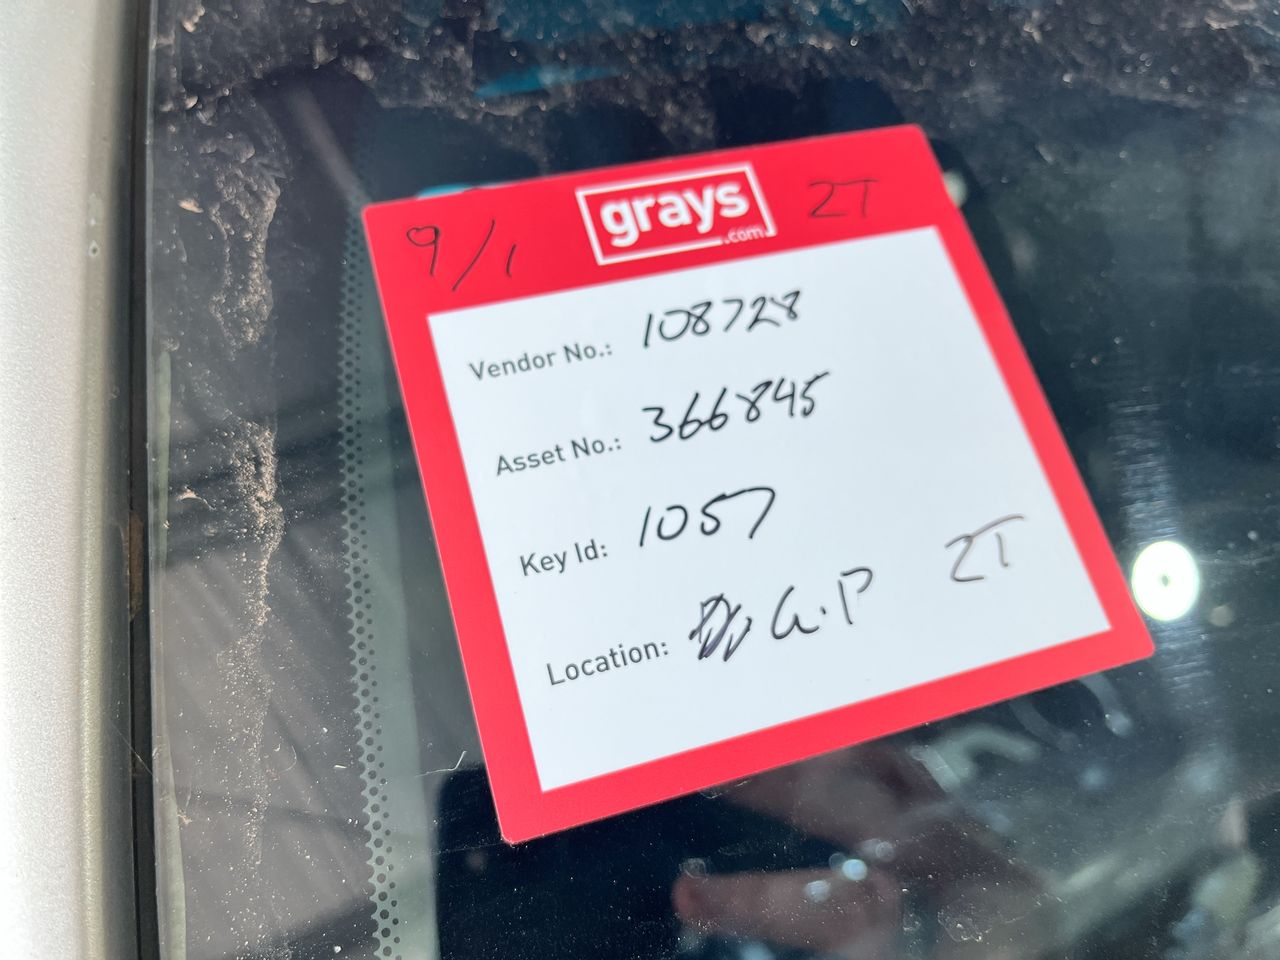 9/1 grays.com 2T
Vendor No.: 108728
Asset No.: 366845
Key Id: 1057
Location: G.P 2T